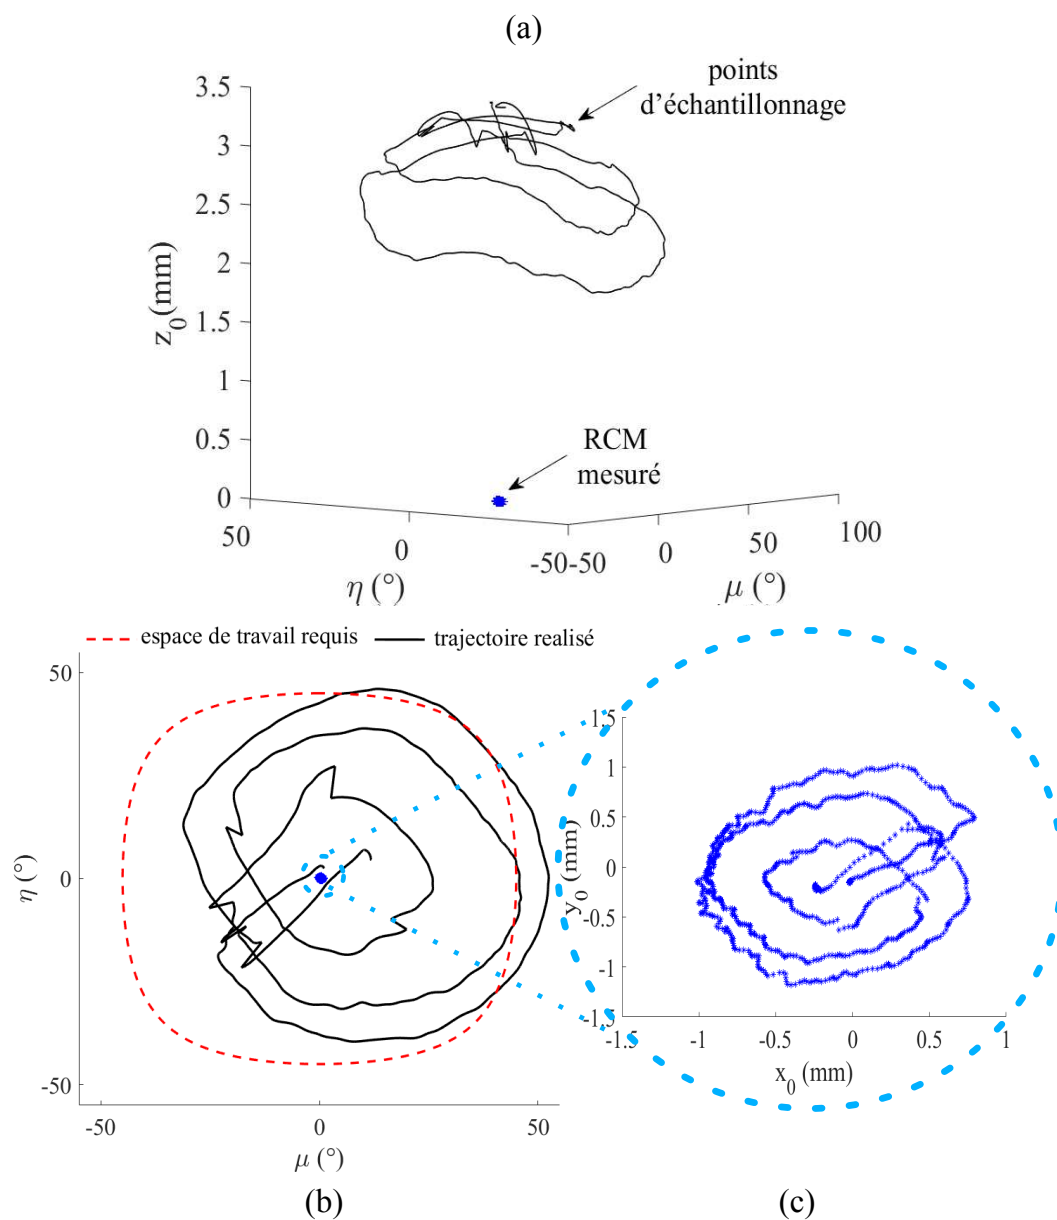 (a)
points
d'échantillonnage
3.5
3
2.5
2
1.5
1
0.5
0
z0(mm)
RCM
mesuré
50
0
-50-50
0
50
100
η (°)
μ (°)
espace de travail requis
trajectoire realisé
50
0
-50
η (°)
-50
0
50
μ (°)
1.5
1
0.5
0
-0.5
-1
-1.5
y0 (mm)
-1.5
-1
-0.5
0
0.5
1
x0 (mm)
(b)
(c)